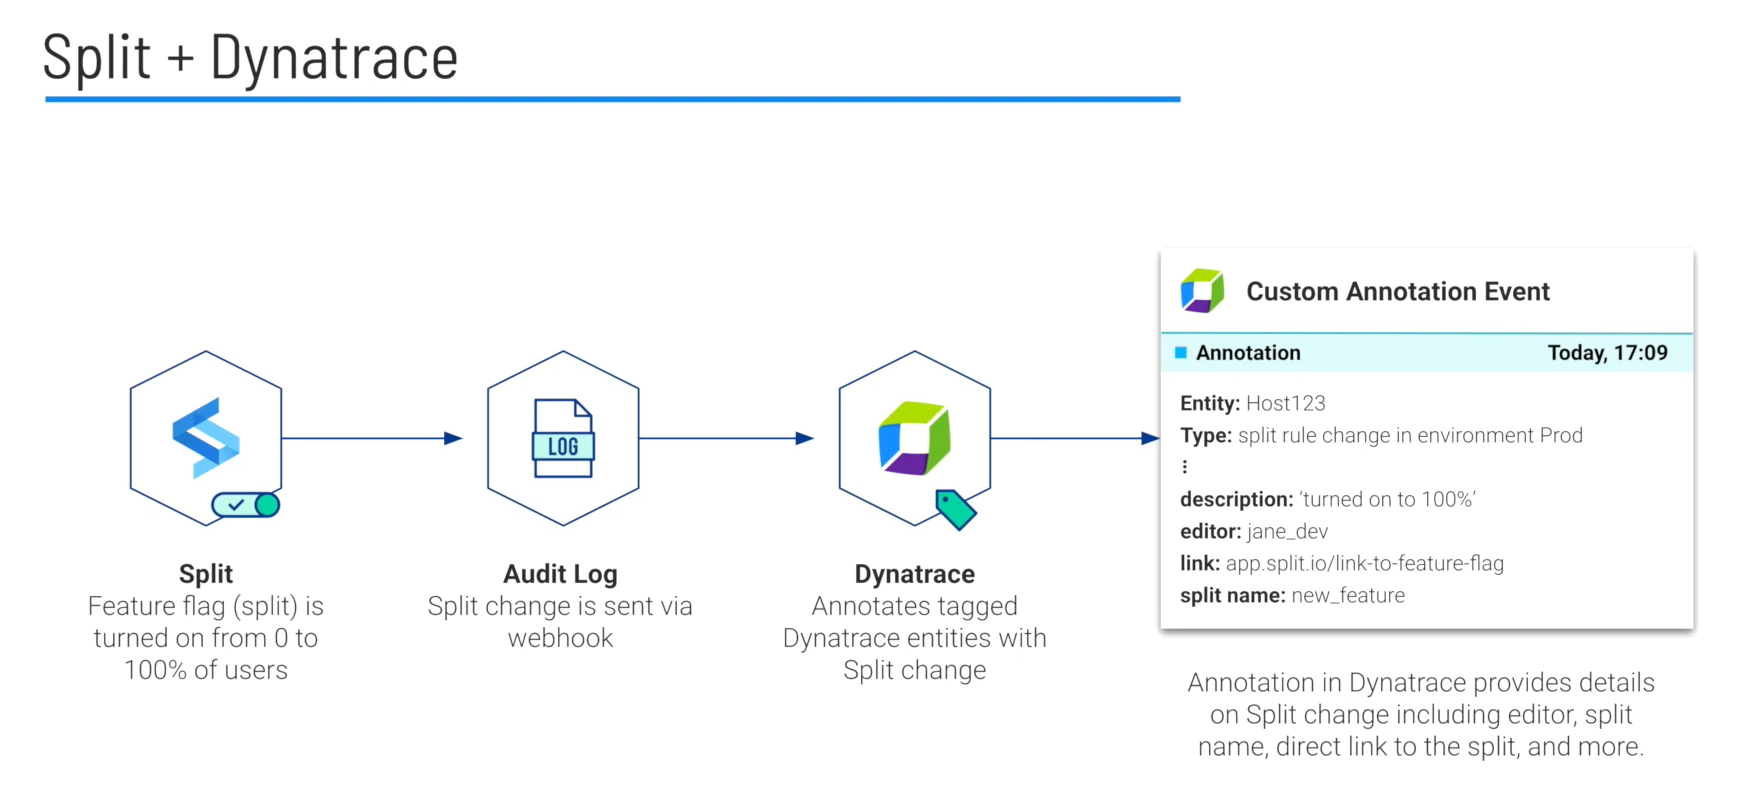 Split + Dynatrace
LOG
Split
Feature flag (split) is
turned on from 0 to
100% of users
Audit Log
Split change is sent via
webhook
Dynatrace
Annotates tagged
Dynatrace entities with
Split change
Custom Annotation Event
Annotation Today, 17:09
Entity: Host123
Type: split rule change in environment Prod
⋮
description: ‘turned on to 100%’
editor: jane_dev
link: app.split.io/link-to-feature-flag
split name: new_feature
Annotation in Dynatrace provides details
on Split change including editor, split
name, direct link to the split, and more.